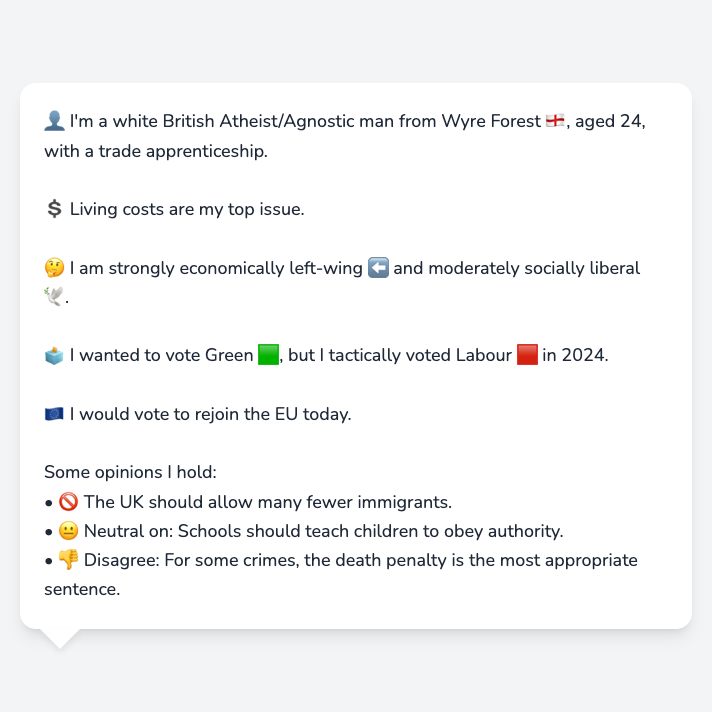 👤 I'm a white British Atheist/Agnostic man from Wyre Forest 🏴󠁧󠁢󠁥󠁮󠁧󠁿, aged 24,
with a trade apprenticeship.
💲 Living costs are my top issue.
🤔 I am strongly economically left-wing ⬅️ and moderately socially liberal
🕊️.
🗳️ I wanted to vote Green 🟩, but I tactically voted Labour 🟥 in 2024.
🇪🇺 I would vote to rejoin the EU today.
Some opinions I hold:
• 🚫 The UK should allow many fewer immigrants.
• 😐 Neutral on: Schools should teach children to obey authority.
• 👎 Disagree: For some crimes, the death penalty is the most appropriate
sentence.